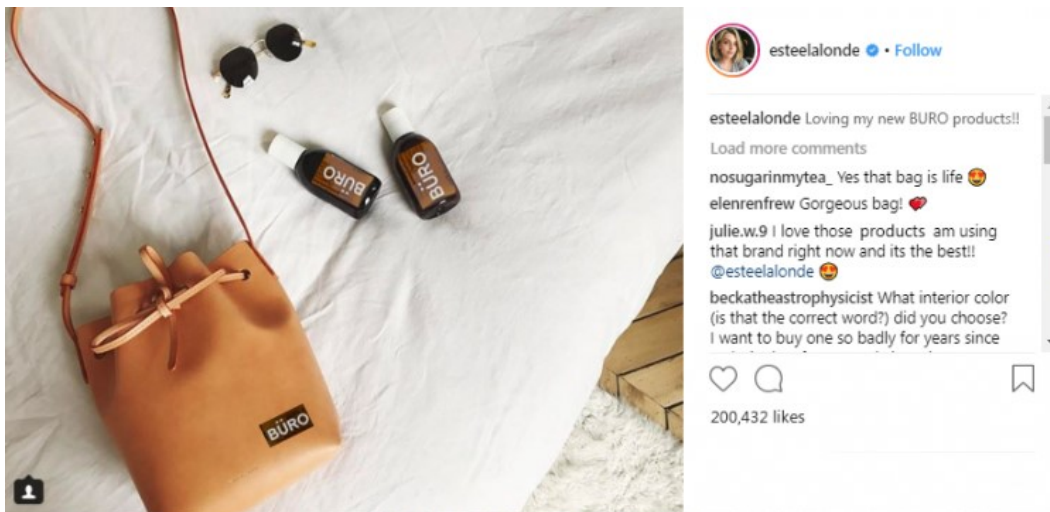 BÜRO
BÜRO
BÜRO
esteelalonde • Follow
esteelalonde Loving my new BURO products!!
Load more comments
nosugarinmytea_ Yes that bag is life 😍
elenrenfrew Gorgeous bag! 💕
julie.w.9 I love those products am using
that brand right now and its the best!!
@esteelalonde 😍
beckatheastrophysicist What interior color
(is that the correct word?) did you choose?
I want to buy one so badly for years since
200,432 likes